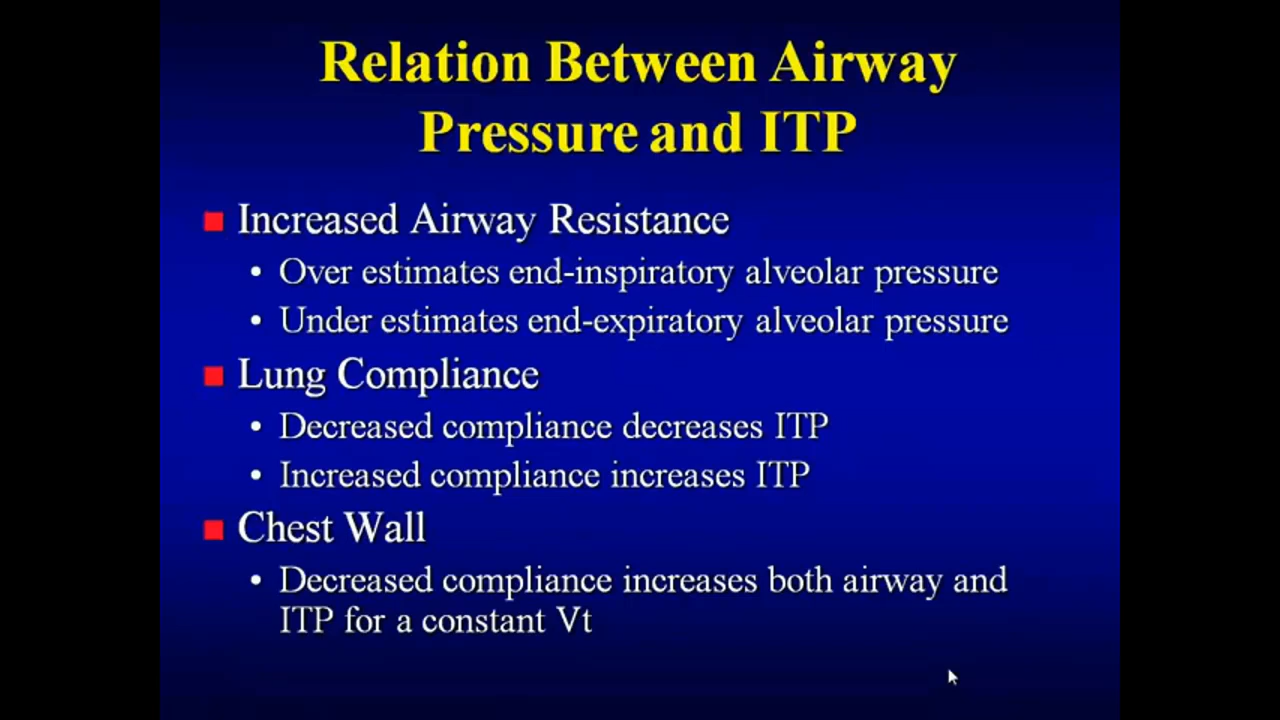 Relation Between Airway
Pressure and ITP
Increased Airway Resistance
• Over estimates end-inspiratory alveolar pressure
• Under estimates end-expiratory alveolar pressure
Lung Compliance
• Decreased compliance decreases ITP
• Increased compliance increases ITP
Chest Wall
• Decreased compliance increases both airway and
ITP for a constant Vt